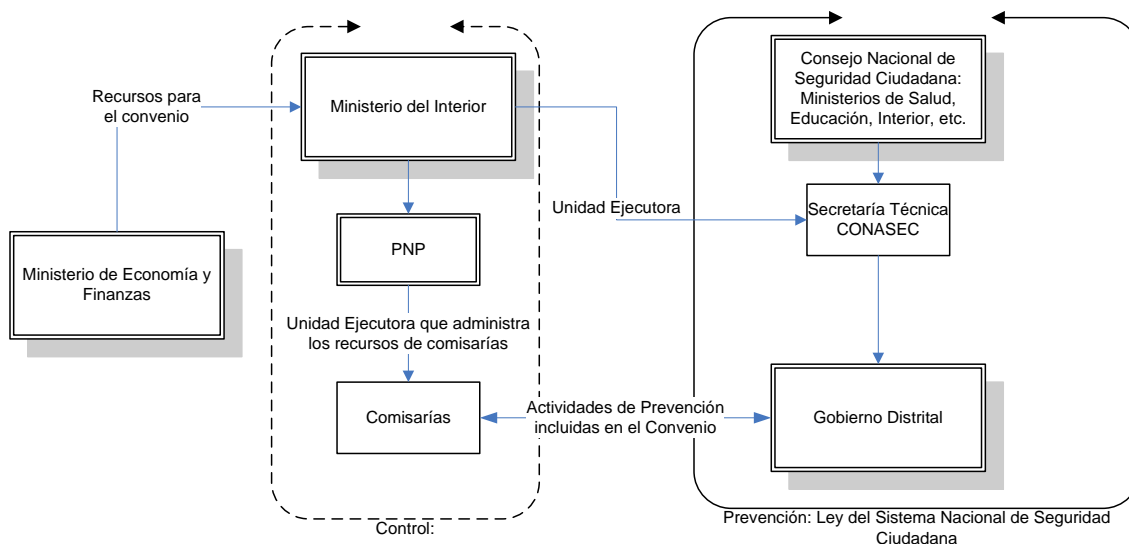 Recursos para
el convenio
Ministerio de Economía y
Finanzas
Ministerio del Interior
PNP
Unidad Ejecutora que administra
los recursos de comisarías
Comisarías
Control:
Unidad Ejecutora
Actividades de Prevención
incluidas en el Convenio
Consejo Nacional de
Seguridad Ciudadana:
Ministerios de Salud,
Educación, Interior, etc.
Secretaría Técnica
CONASEC
Gobierno Distrital
Prevención: Ley del Sistema Nacional de Seguridad
Ciudadana